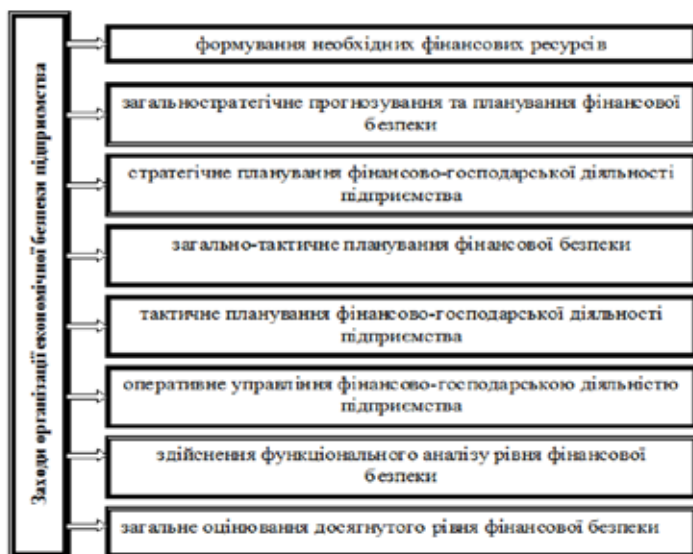 Заходи організації економічної безпеки підприємства
формування необхідних фінансових ресурсів
загальностратегічне прогнозування та планування фінансової
безпеки
стратегічне планування фінансово-господарської діяльності
підприємства
загально-тактичне планування фінансової безпеки
тактичне планування фінансово-господарської діяльності
підприємства
оперативне управління фінансово-господарською діяльністю
підприємства
здійснення функціонального аналізу рівня фінансової
безпеки
загальне оцінювання досягнутого рівня фінансової безпеки